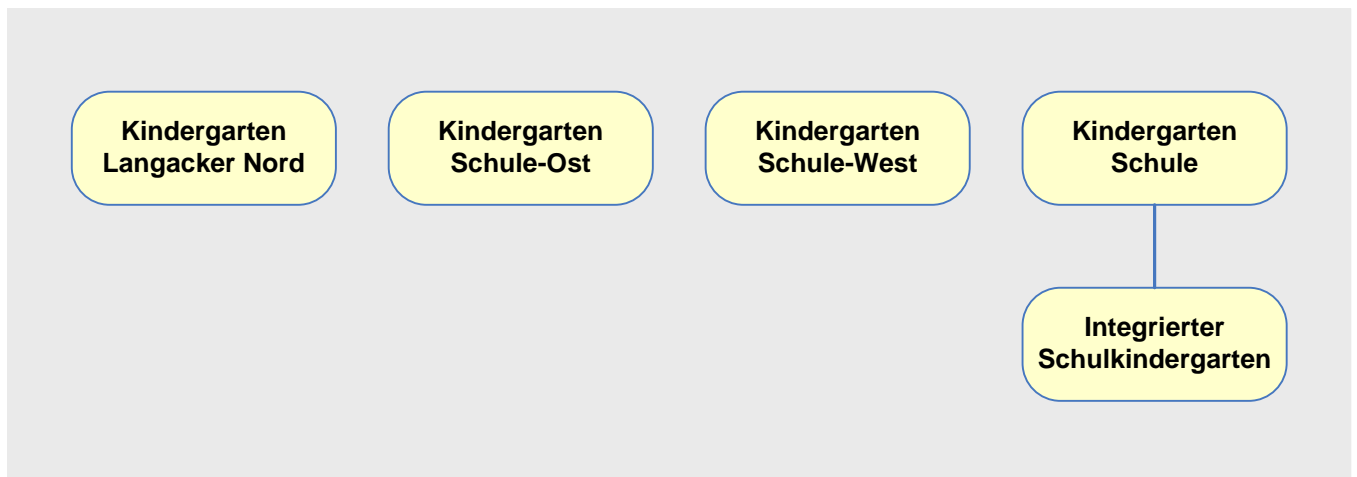 Kindergarten
Langacker Nord
Kindergarten
Schule-Ost
Kindergarten
Schule-West
Kindergarten
Schule
Integrierter
Schulkindergarten